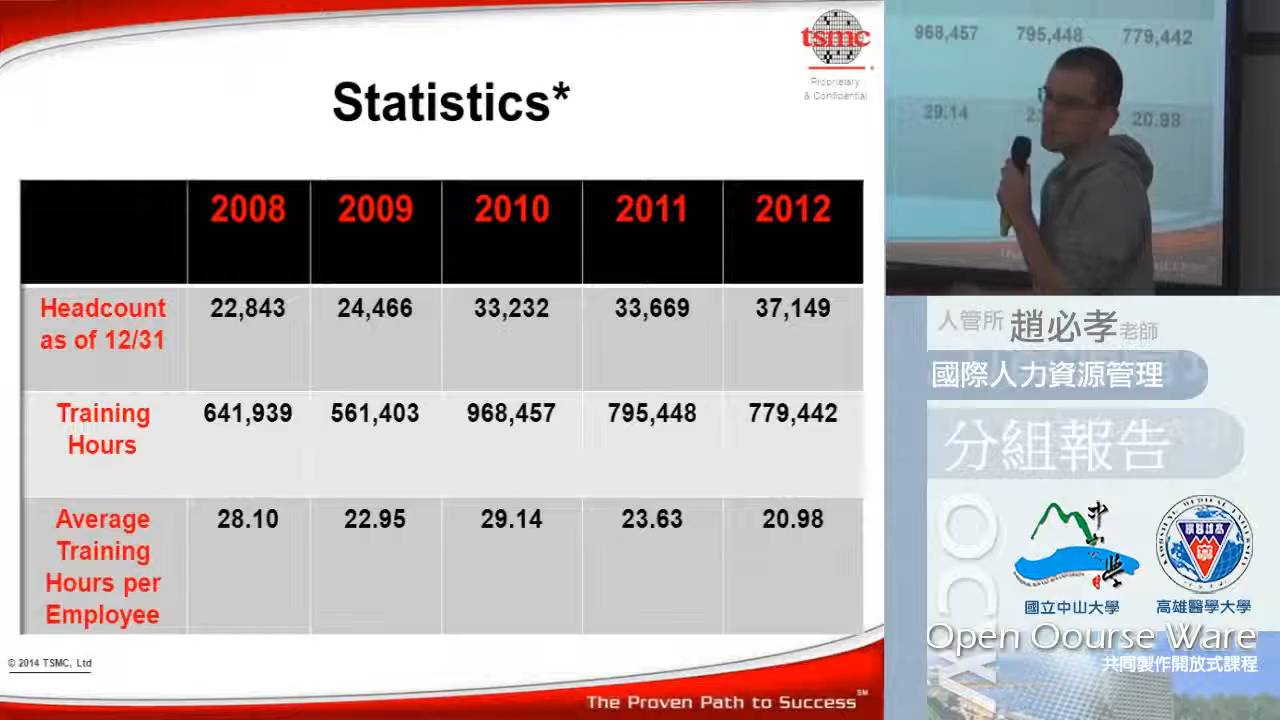 tsmc
Proprietary
& Confidential
Statistics*
2008 2009 2010 2011 2012
Headcount as of 12/31 22,843 24,466 33,232 33,669 37,149
Training Hours 641,939 561,403 968,457 795,448 779,442
Average Training Hours per Employee 28.10 22.95 29.14 23.63 20.98
© 2014 TSMC, Ltd
The Proven Path to Success℠
968,457 795,448 779,442
29.14 20.98
人管所 趙必孝老師
國際人力資源管理
分組報告
OCW
國立中山大學 高雄醫學大學
Open Oourse Ware
共同製作開放式課程